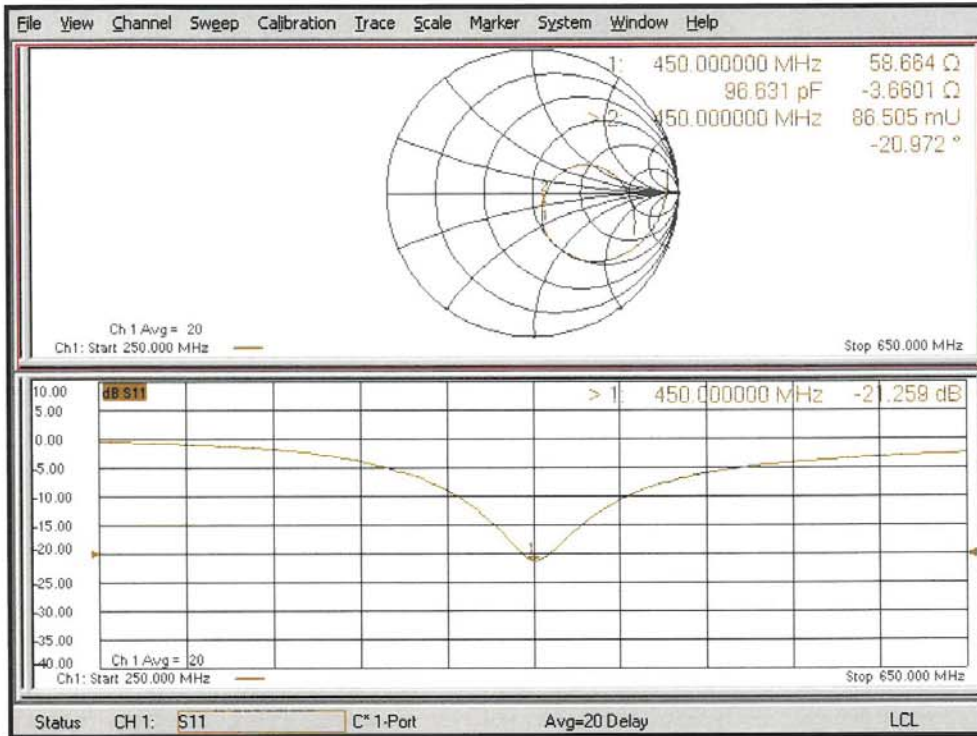 File View Channel Sweep Calibration Trace Scale Marker System Window Help
1: 450.000000 MHz 58.664 Ω
96.631 pF -3.6601 Ω
> 2: 450.000000 MHz 86.505 mU
-20.972 °
2
Ch 1 Avg = 20
Ch1: Start 250.000 MHz
Stop 650.000 MHz
10.00 dB S11 > 1: 450.000000 MHz -21.259 dB
5.00
0.00
-5.00
-10.00
-15.00
-20.00
-25.00
-30.00
-35.00
-40.00
1
Ch 1 Avg = 20
Ch1: Start 250.000 MHz
Stop 650.000 MHz
Status CH 1: S11 C* 1-Port Avg=20 Delay LCL